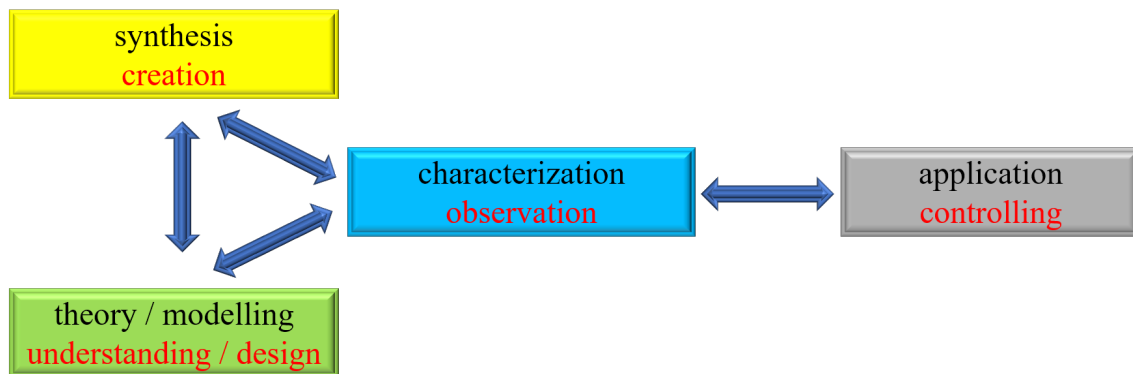 synthesis
creation
characterization
observation
application
controlling
theory / modelling
understanding / design